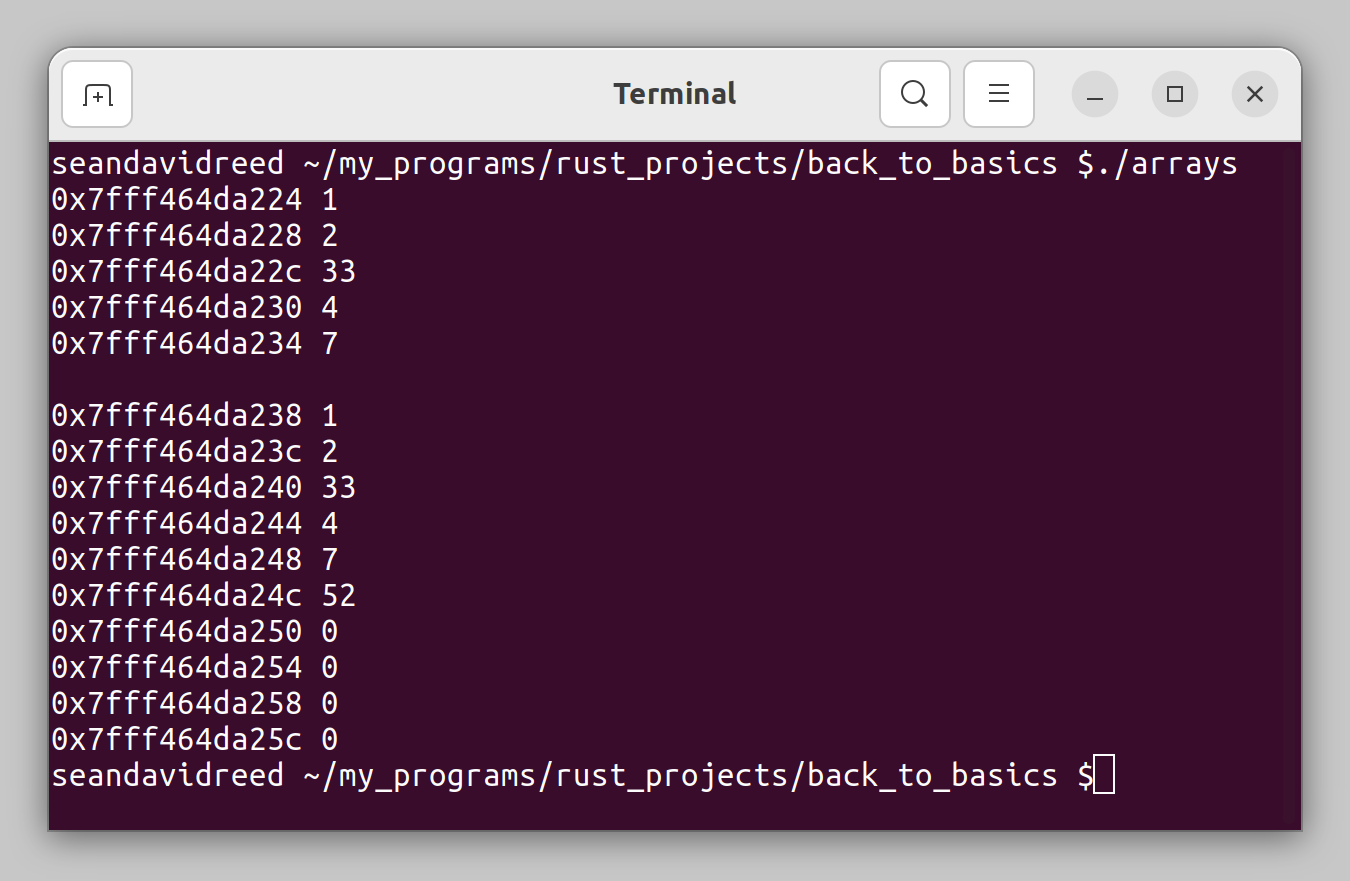 Terminal
seandavidreed ~/my_programs/rust_projects/back_to_basics $./arrays
0x7fff464da224 1
0x7fff464da228 2
0x7fff464da22c 33
0x7fff464da230 4
0x7fff464da234 7

0x7fff464da238 1
0x7fff464da23c 2
0x7fff464da240 33
0x7fff464da244 4
0x7fff464da248 7
0x7fff464da24c 52
0x7fff464da250 0
0x7fff464da254 0
0x7fff464da258 0
0x7fff464da25c 0
seandavidreed ~/my_programs/rust_projects/back_to_basics $